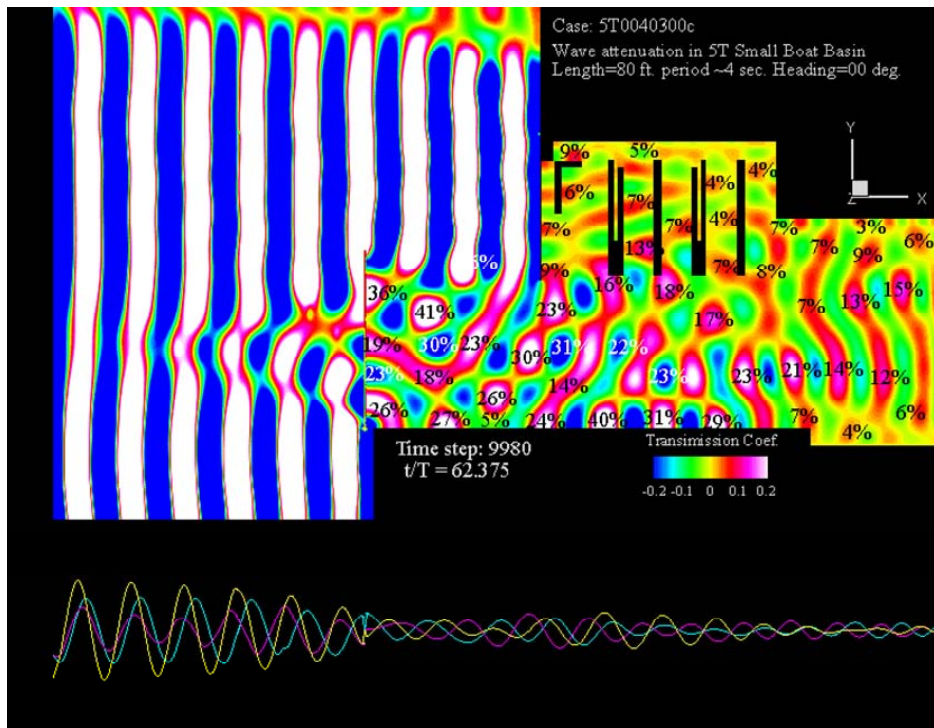 Case: 5T0040300c
Wave attenuation in 5T Small Boat Basin
Length=80 ft. period ~4 sec. Heading=00 deg.
Y
Z X
9% 5% 4%
6% 7% 4%
7% 7% 4% 7% 3%
13% 7% 6%
9% 7% 8% 9%
36% 16% 18% 15%
41% 23% 17% 7% 13%
19% 30% 23% 30% 31% 22%
23% 18% 14% 23% 23% 21% 14% 12%
26% 27% 5% 26% 24% 40% 31% 29% 7% 6%
4%
Time step: 9980
t/T = 62.375
Transimission Coef.
-0.2 -0.1 0 0.1 0.2